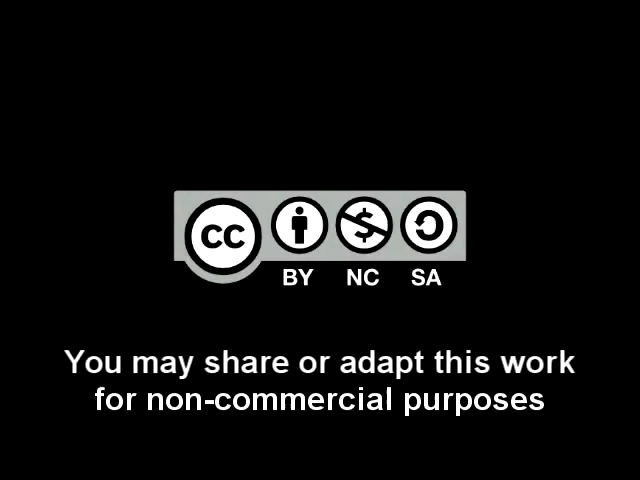 CC
BY NC SA
You may share or adapt this work
for non-commercial purposes